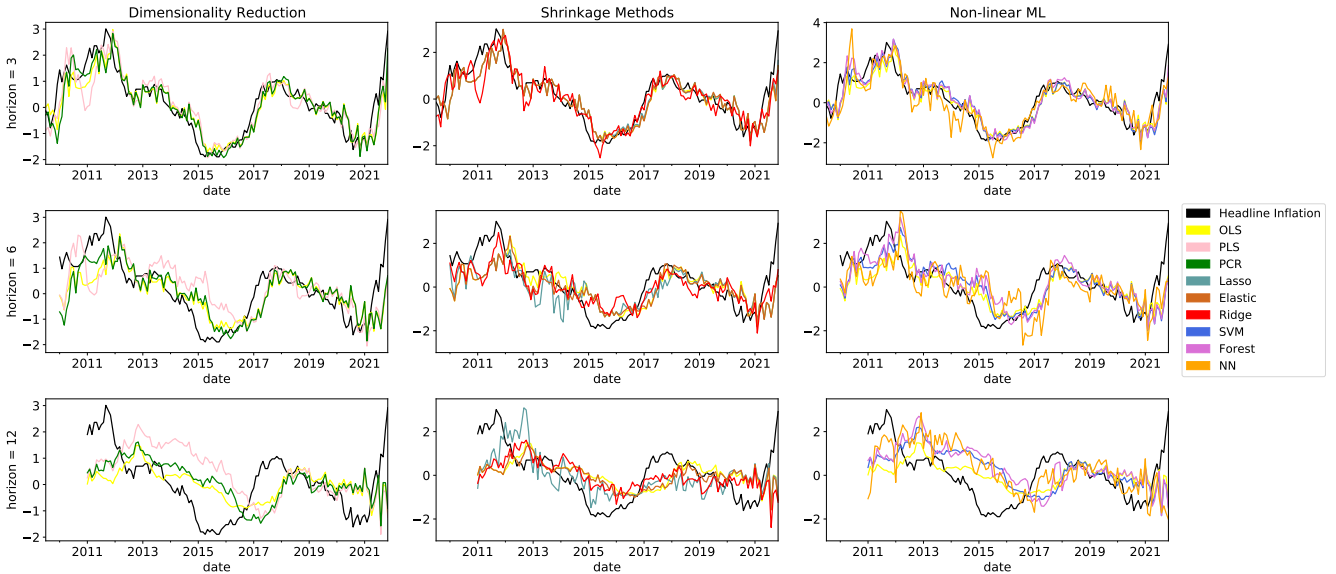 Dimensionality Reduction
Shrinkage Methods
Non-linear ML
horizon = 3
3
2
1
0
−1
−2
2011 2013 2015 2017 2019 2021
date
2
0
−2
2011 2013 2015 2017 2019 2021
date
4
2
0
−2
2011 2013 2015 2017 2019 2021
date
horizon = 6
3
2
1
0
−1
−2
2011 2013 2015 2017 2019 2021
date
2
0
−2
2011 2013 2015 2017 2019 2021
date
2
0
−2
2011 2013 2015 2017 2019 2021
date
Headline Inflation
OLS
PLS
PCR
Lasso
Elastic
Ridge
SVM
Forest
NN
horizon = 12
3
2
1
0
−1
−2
2011 2013 2015 2017 2019 2021
date
2
0
−2
2011 2013 2015 2017 2019 2021
date
2
0
−2
2011 2013 2015 2017 2019 2021
date